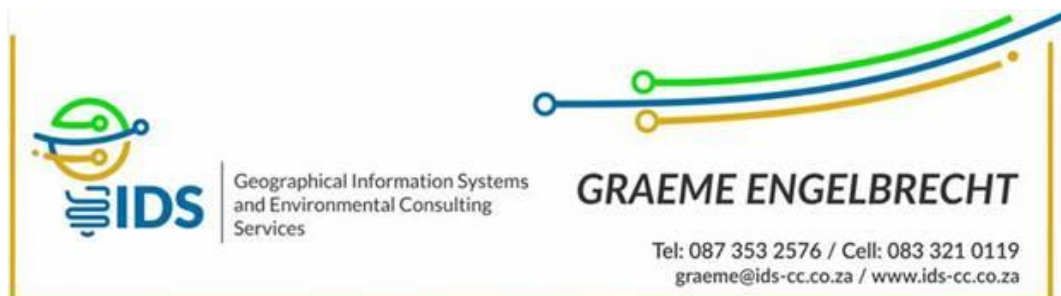 IDS
Geographical Information Systems
and Environmental Consulting
Services
GRAEME ENGELBRECHT
Tel: 087 353 2576 / Cell: 083 321 0119
graeme@ids-cc.co.za / www.ids-cc.co.za